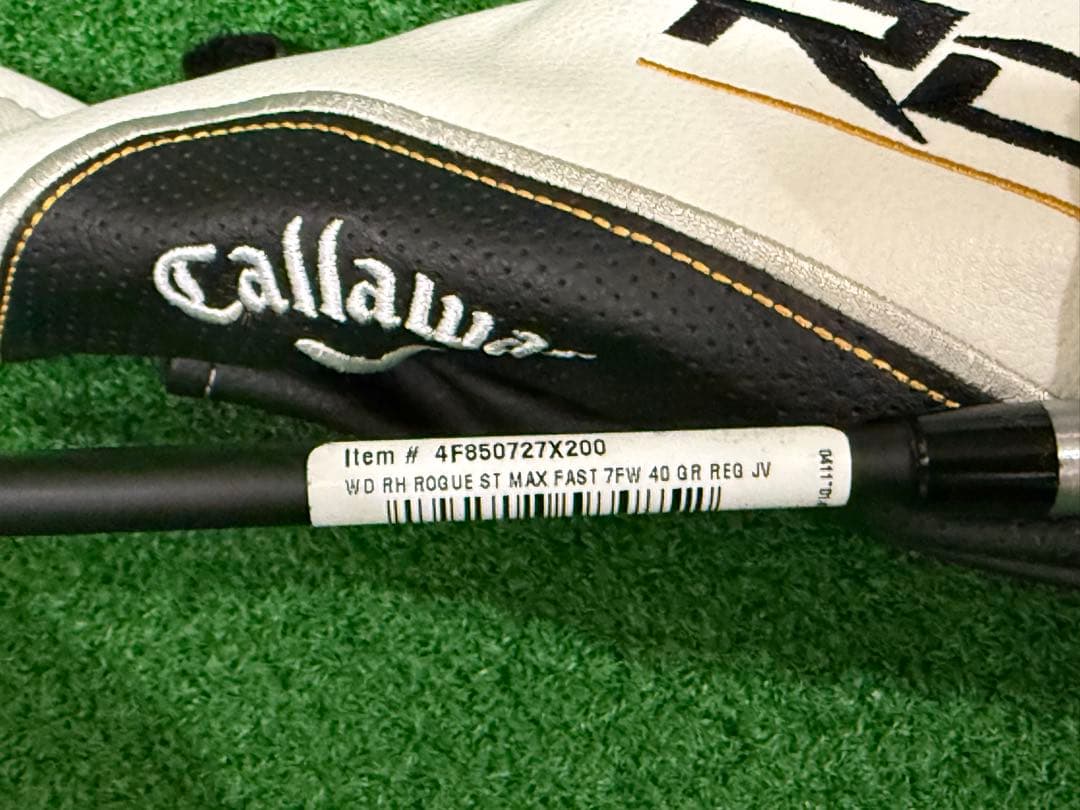 Callaway
Item # 4F850727X200
WD RH ROGUE ST MAX FAST 7FW 40 GR REG JV